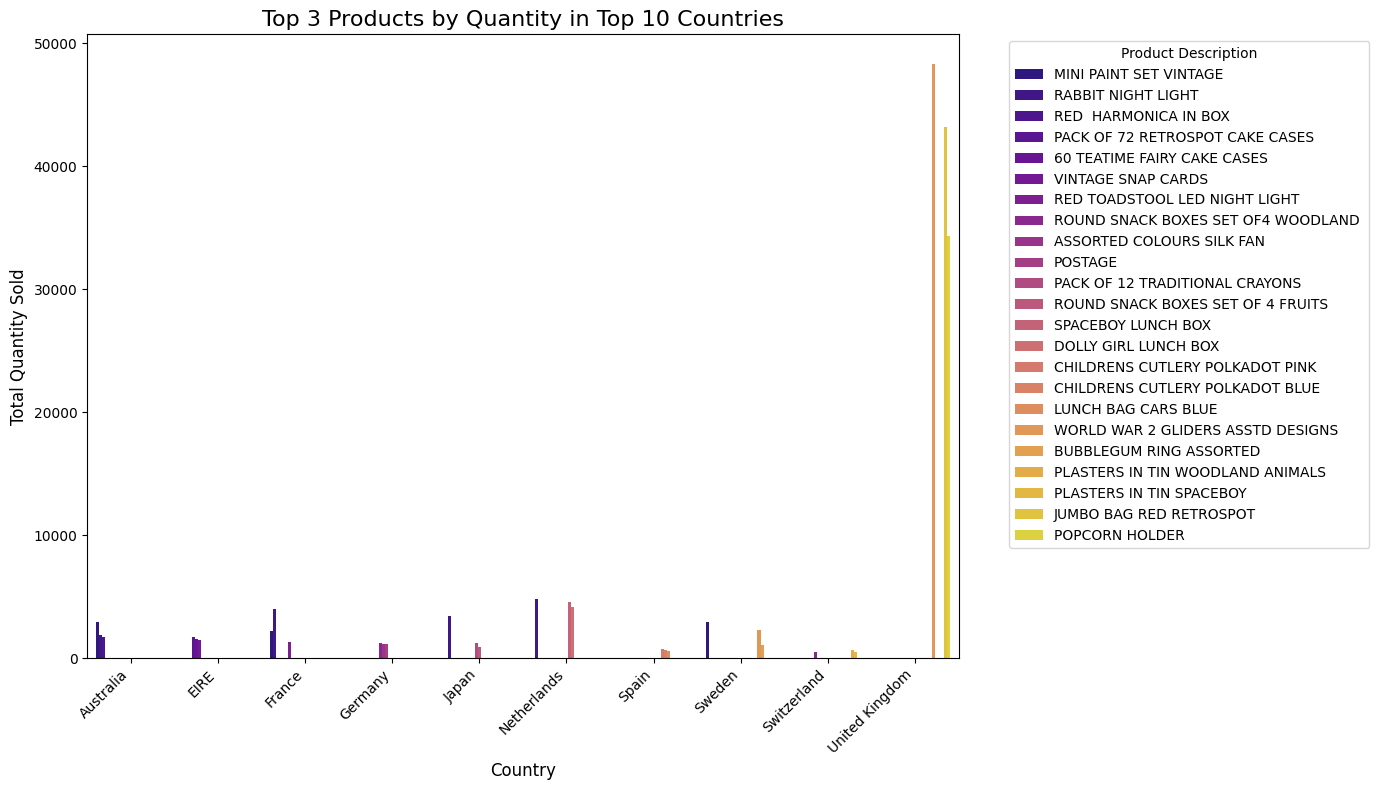 Top 3 Products by Quantity in Top 10 Countries
50000
40000
30000
20000
10000
0
Total Quantity Sold
Australia
EIRE
France
Germany
Japan
Netherlands
Spain
Sweden
Switzerland
United Kingdom
Country
Product Description
MINI PAINT SET VINTAGE
RABBIT NIGHT LIGHT
RED  HARMONICA IN BOX
PACK OF 72 RETROSPOT CAKE CASES
60 TEATIME FAIRY CAKE CASES
VINTAGE SNAP CARDS
RED TOADSTOOL LED NIGHT LIGHT
ROUND SNACK BOXES SET OF4 WOODLAND
ASSORTED COLOURS SILK FAN
POSTAGE
PACK OF 12 TRADITIONAL CRAYONS
ROUND SNACK BOXES SET OF 4 FRUITS
SPACEBOY LUNCH BOX
DOLLY GIRL LUNCH BOX
CHILDRENS CUTLERY POLKADOT PINK
CHILDRENS CUTLERY POLKADOT BLUE
LUNCH BAG CARS BLUE
WORLD WAR 2 GLIDERS ASSTD DESIGNS
BUBBLEGUM RING ASSORTED
PLASTERS IN TIN WOODLAND ANIMALS
PLASTERS IN TIN SPACEBOY
JUMBO BAG RED RETROSPOT
POPCORN HOLDER